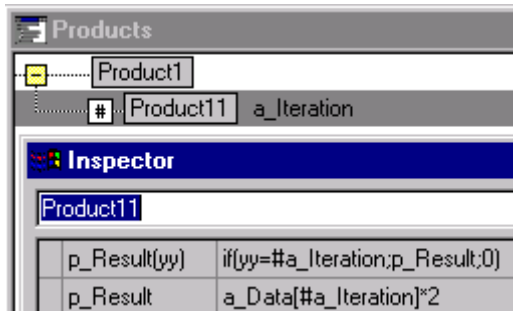 Products
Product1
# Product11 a_Iteration
Inspector
Product11
p_Result(yy) if(yy=#a_Iteration;p_Result;0)
p_Result a_Data[#a_Iteration]*2